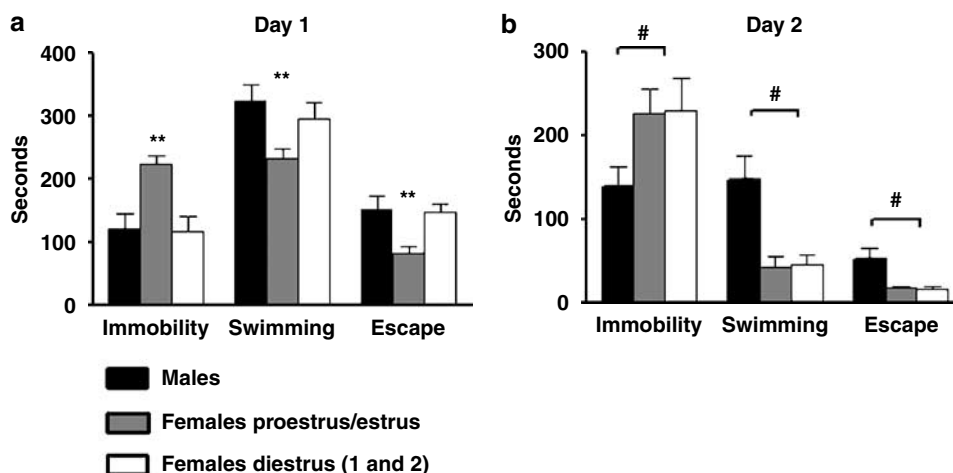 a
Day 1
Seconds
400
300
200
100
0
**
**
**
Immobility Swimming Escape
b
Day 2
Seconds
300
200
100
0
#
#
#
Immobility Swimming Escape
Males
Females proestrus/estrus
Females diestrus (1 and 2)